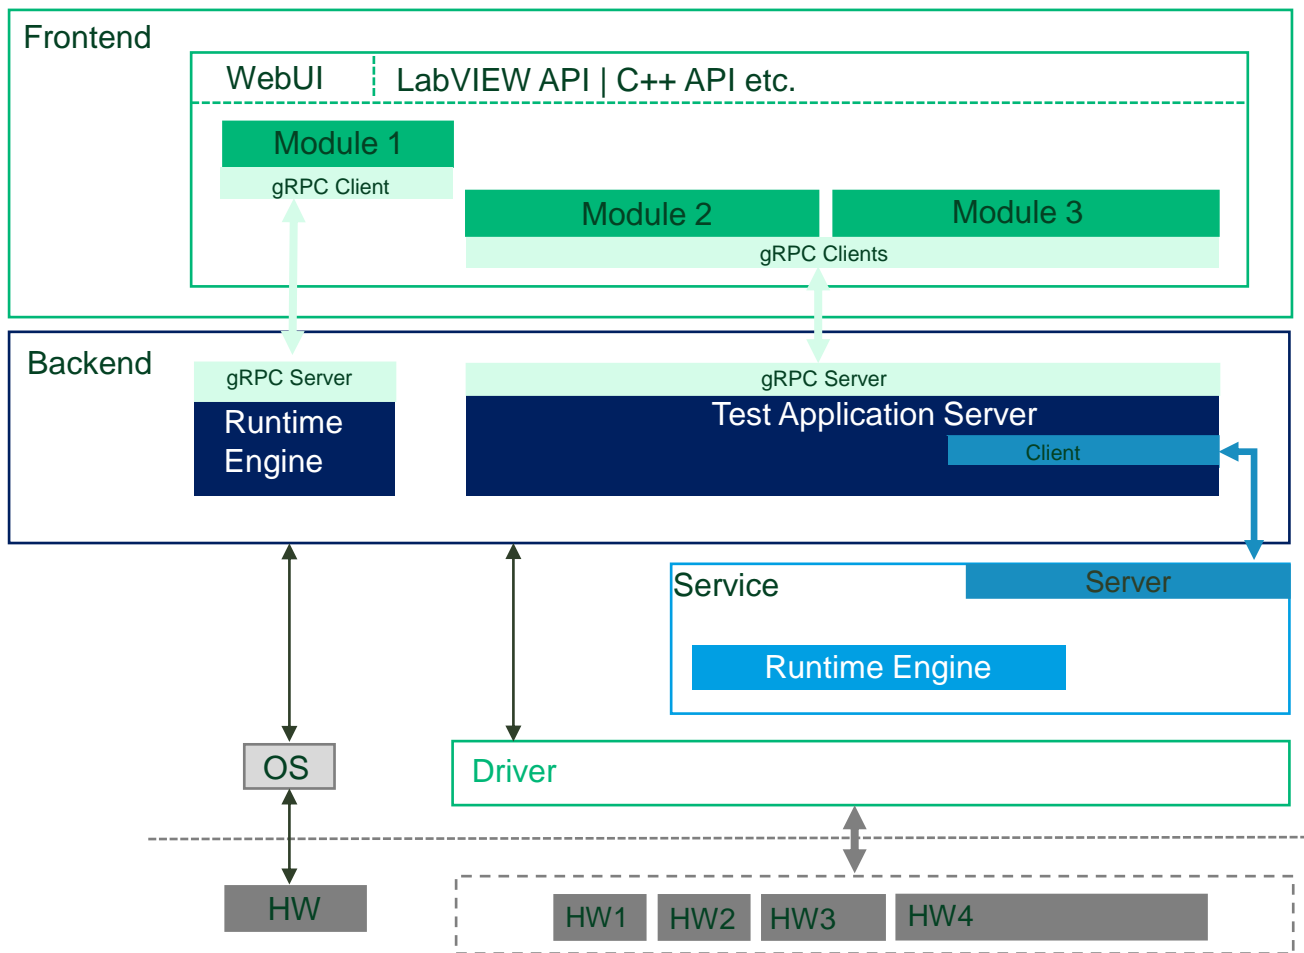 Frontend
WebUI
LabVIEW API | C++ API etc.
Module 1
gRPC Client
Module 2
Module 3
gRPC Clients
Backend
gRPC Server
gRPC Server
Runtime
Engine
Test Application Server
Client
Service
Server
Runtime Engine
OS
Driver
HW
HW1
HW2
HW3
HW4